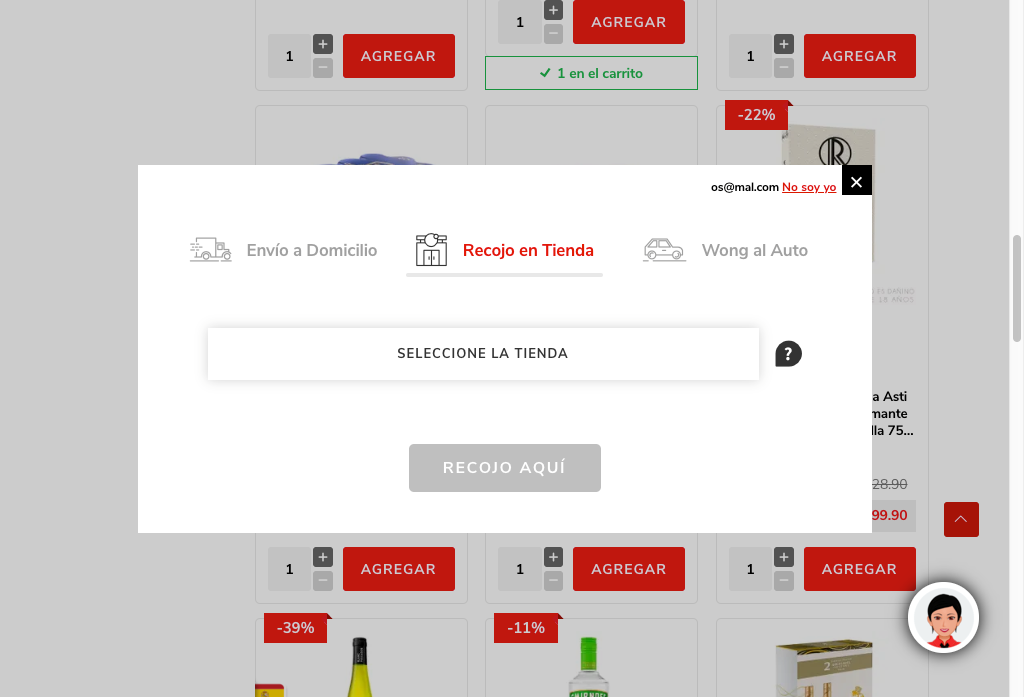 1
+
−
AGREGAR
1
+
−
AGREGAR
1
+
−
AGREGAR
1 en el carrito
-22%
os@mal.com No soy yo
×
Envío a Domicilio
Recojo en Tienda
Wong al Auto
SELECCIONE LA TIENDA
?
RECOJO AQUÍ
a Asti
mante
lla 75...
28.90
99.90
1
+
−
AGREGAR
1
+
−
AGREGAR
1
+
−
AGREGAR
-39%
-11%
SMIRNOFF
2